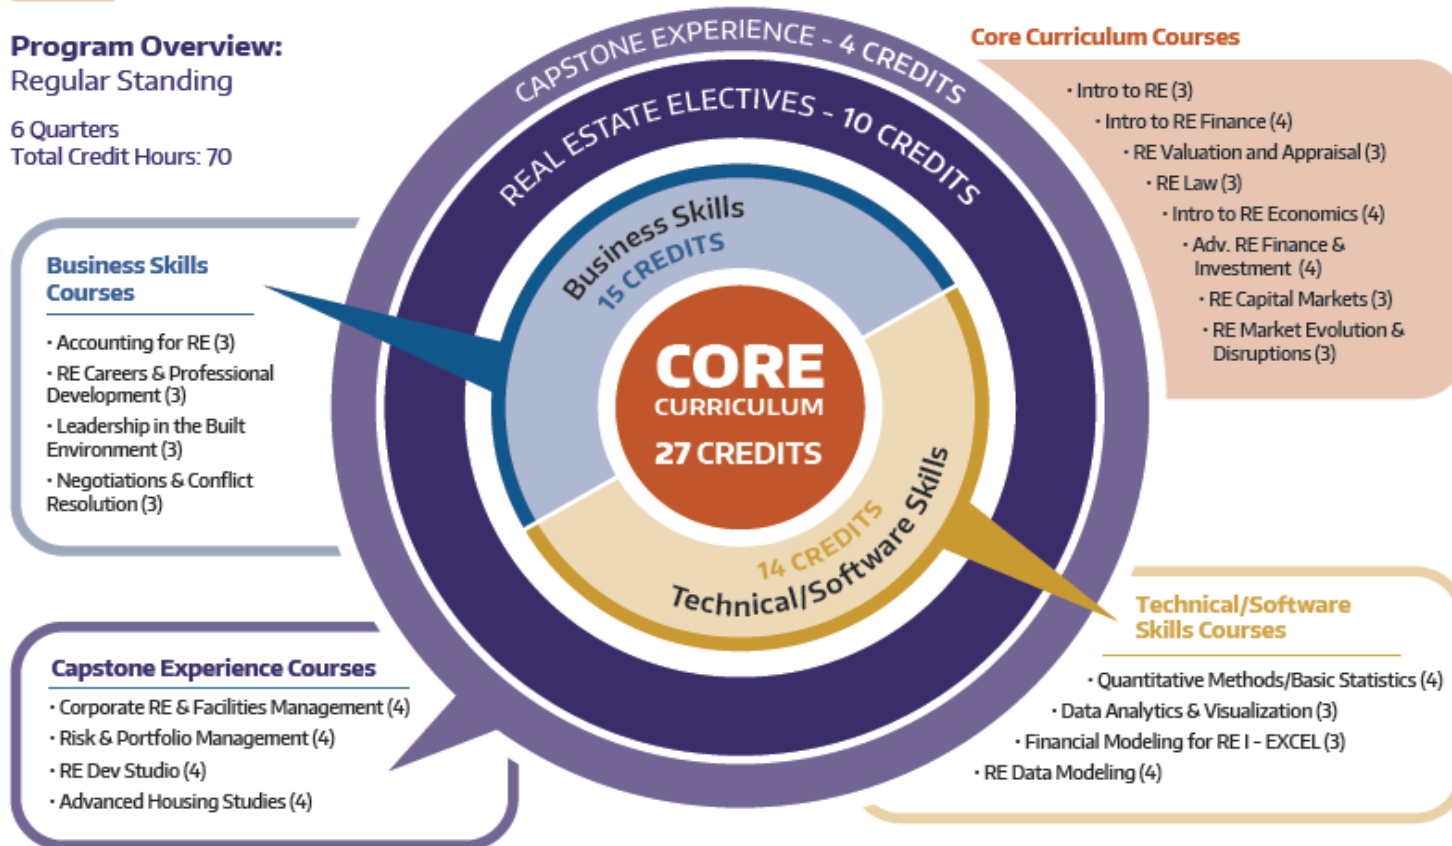 Program Overview:
Regular Standing
6 Quarters
Total Credit Hours: 70
CAPSTONE EXPERIENCE – 4 CREDITS
REAL ESTATE ELECTIVES – 10 CREDITS
Business Skills
15 CREDITS
CORE
CURRICULUM
27 CREDITS
14 CREDITS
Technical/Software Skills
Core Curriculum Courses
· Intro to RE (3)
· Intro to RE Finance (4)
· RE Valuation and Appraisal (3)
· RE Law (3)
· Intro to RE Economics (4)
· Adv. RE Finance &
Investment (4)
· RE Capital Markets (3)
· RE Market Evolution &
Disruptions (3)
Business Skills
Courses
· Accounting for RE (3)
· RE Careers & Professional
Development (3)
· Leadership in the Built
Environment (3)
· Negotiations & Conflict
Resolution (3)
Capstone Experience Courses
· Corporate RE & Facilities Management (4)
· Risk & Portfolio Management (4)
· RE Dev Studio (4)
· Advanced Housing Studies (4)
Technical/Software
Skills Courses
· Quantitative Methods/Basic Statistics (4)
· Data Analytics & Visualization (3)
· Financial Modeling for RE I – EXCEL (3)
· RE Data Modeling (4)